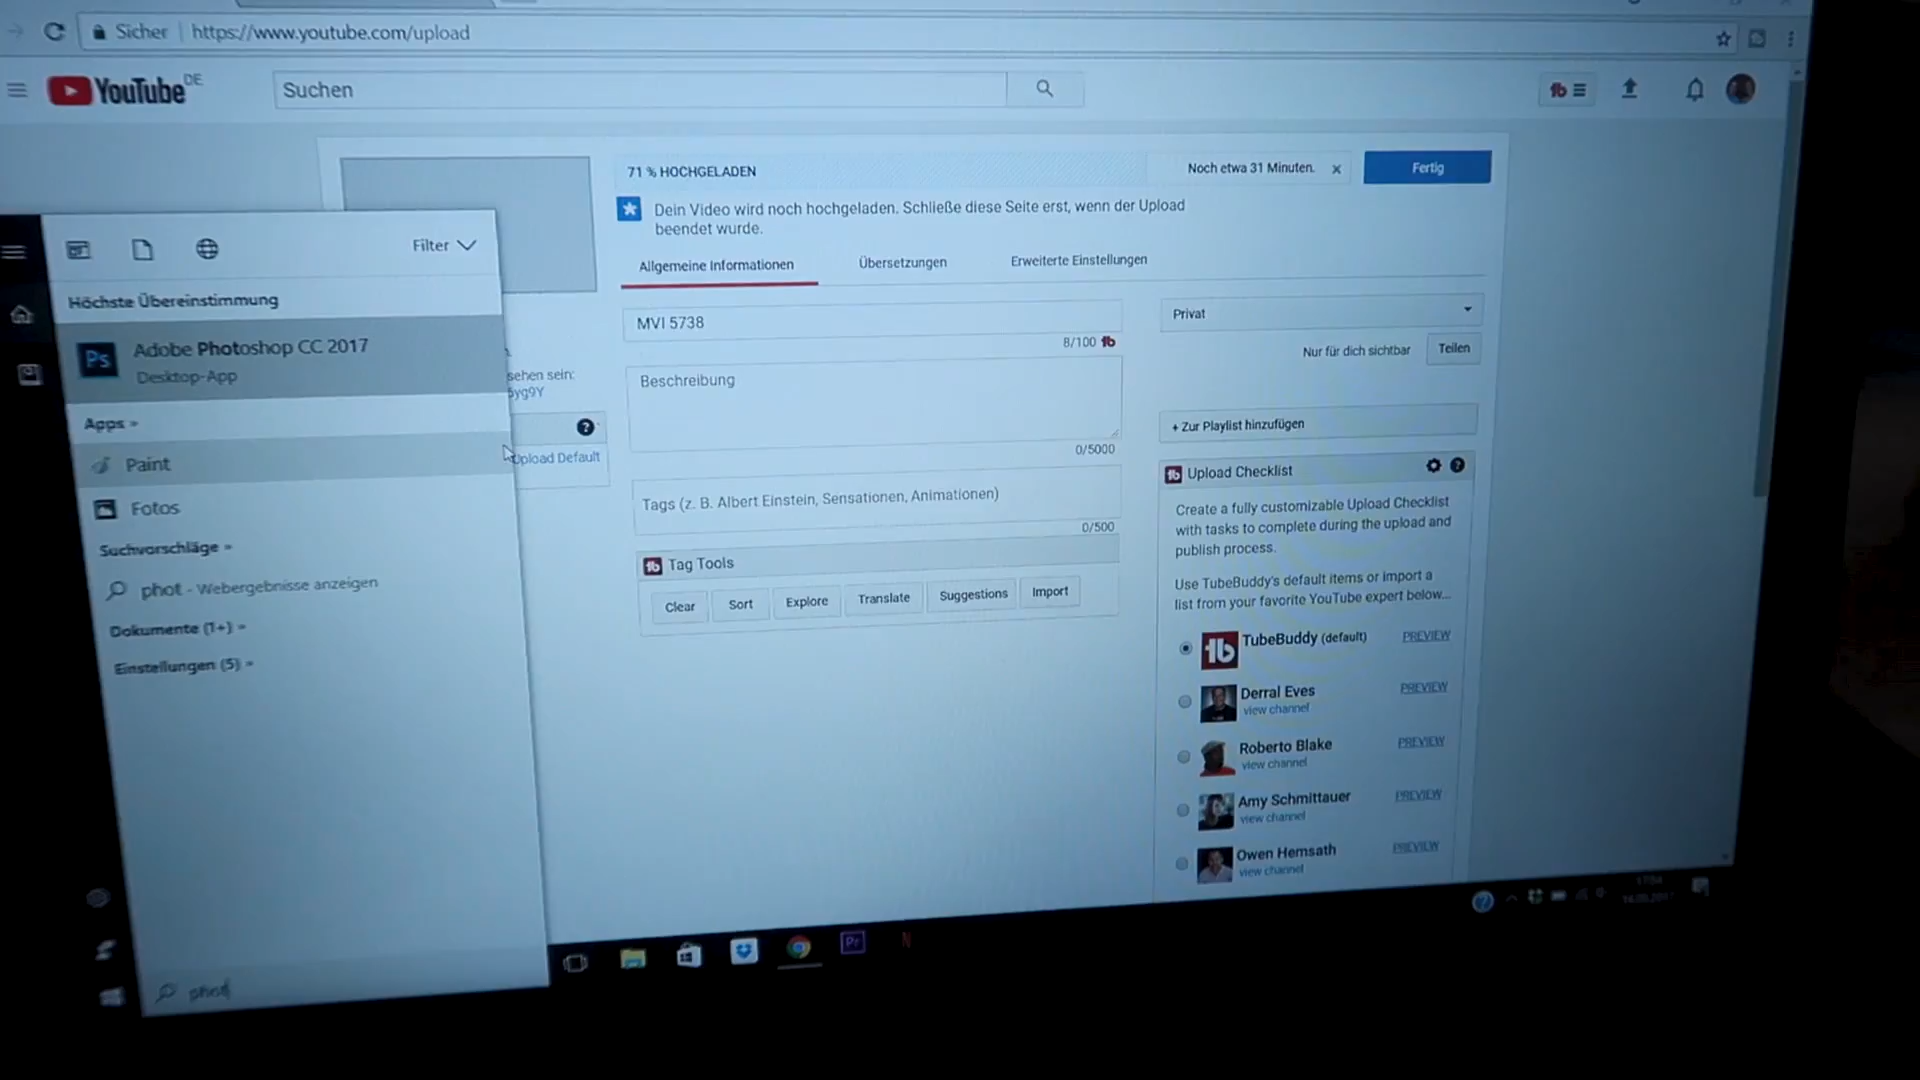 Sicher
https://www.youtube.com/upload
YouTube DE
Suchen
71 % HOCHGELADEN
Noch etwa 31 Minuten.
Fertig
Dein Video wird noch hochgeladen. Schließe diese Seite erst, wenn der Upload
beendet wurde.
Allgemeine Informationen
Übersetzungen
Erweiterte Einstellungen
MVI 5738
8/100
Beschreibung
0/5000
Tags (z. B. Albert Einstein, Sensationen, Animationen)
0/500
Tag Tools
Clear
Sort
Explore
Translate
Suggestions
Import
Privat
Nur für dich sichtbar
Teilen
+ Zur Playlist hinzufügen
Upload Checklist
Create a fully customizable Upload Checklist
with tasks to complete during the upload and
publish process.
Use TubeBuddy's default items or import a
list from your favorite YouTube expert below...
TubeBuddy (default)
PREVIEW
Derral Eves
view channel
PREVIEW
Roberto Blake
view channel
PREVIEW
Amy Schmittauer
view channel
PREVIEW
Owen Hemsath
view channel
PREVIEW
sehen sein:
yg9Y
Upload Default
Filter
Höchste Übereinstimmung
Ps
Adobe Photoshop CC 2017
Desktop-App
Apps »
Paint
Fotos
Suchvorschläge »
phot - Webergebnisse anzeigen
Dokumente (1+) »
Einstellungen (5) »
phot
Pr
N